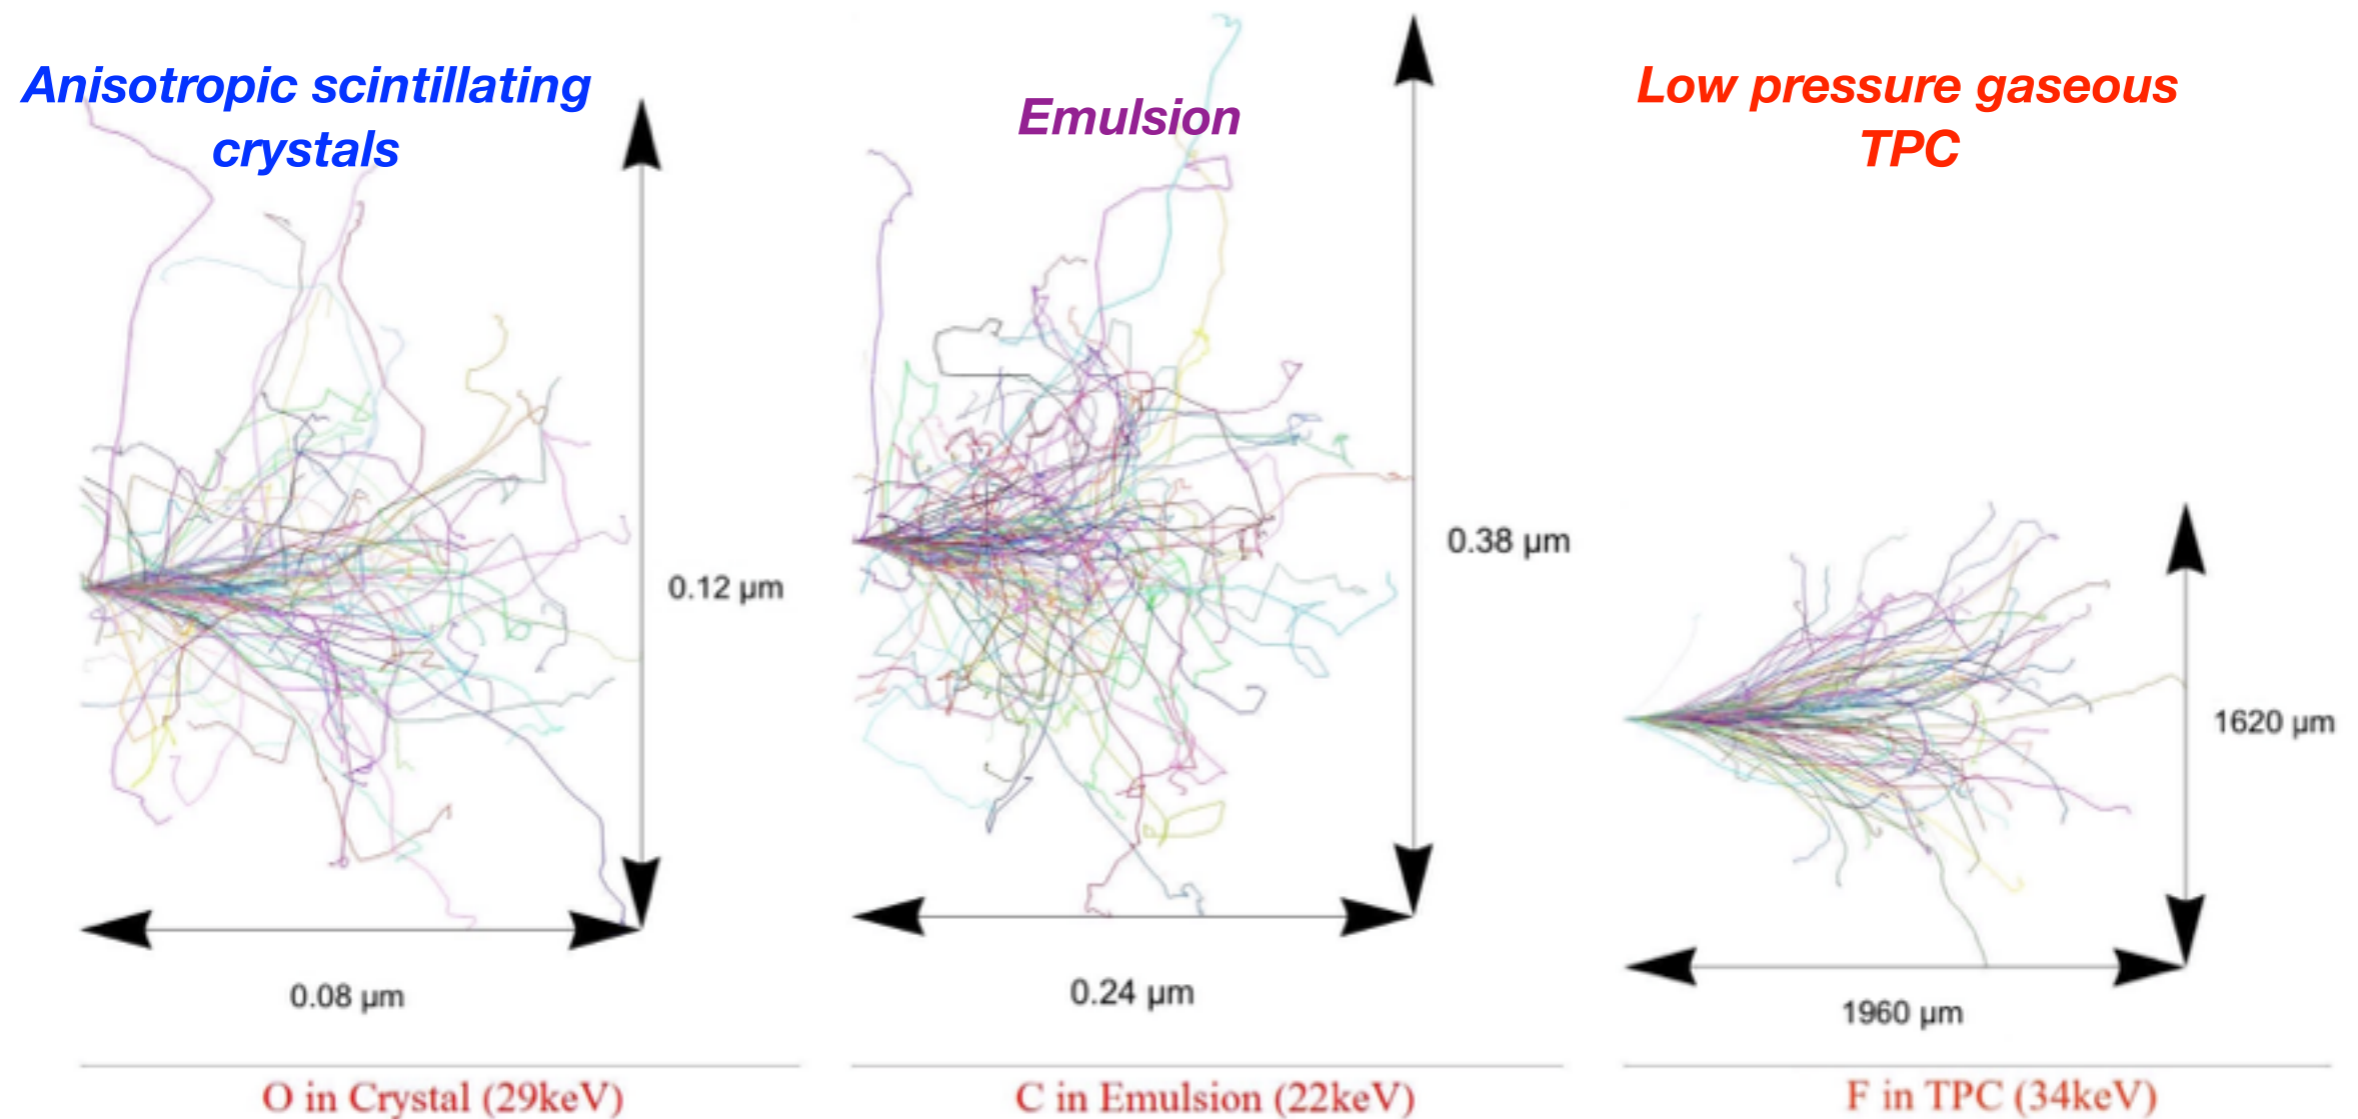 Anisotropic scintillating
crystals
Emulsion
Low pressure gaseous
TPC
0.12 µm
0.38 µm
1620 µm
0.08 µm
0.24 µm
1960 µm
O in Crystal (29keV)
C in Emulsion (22keV)
F in TPC (34keV)